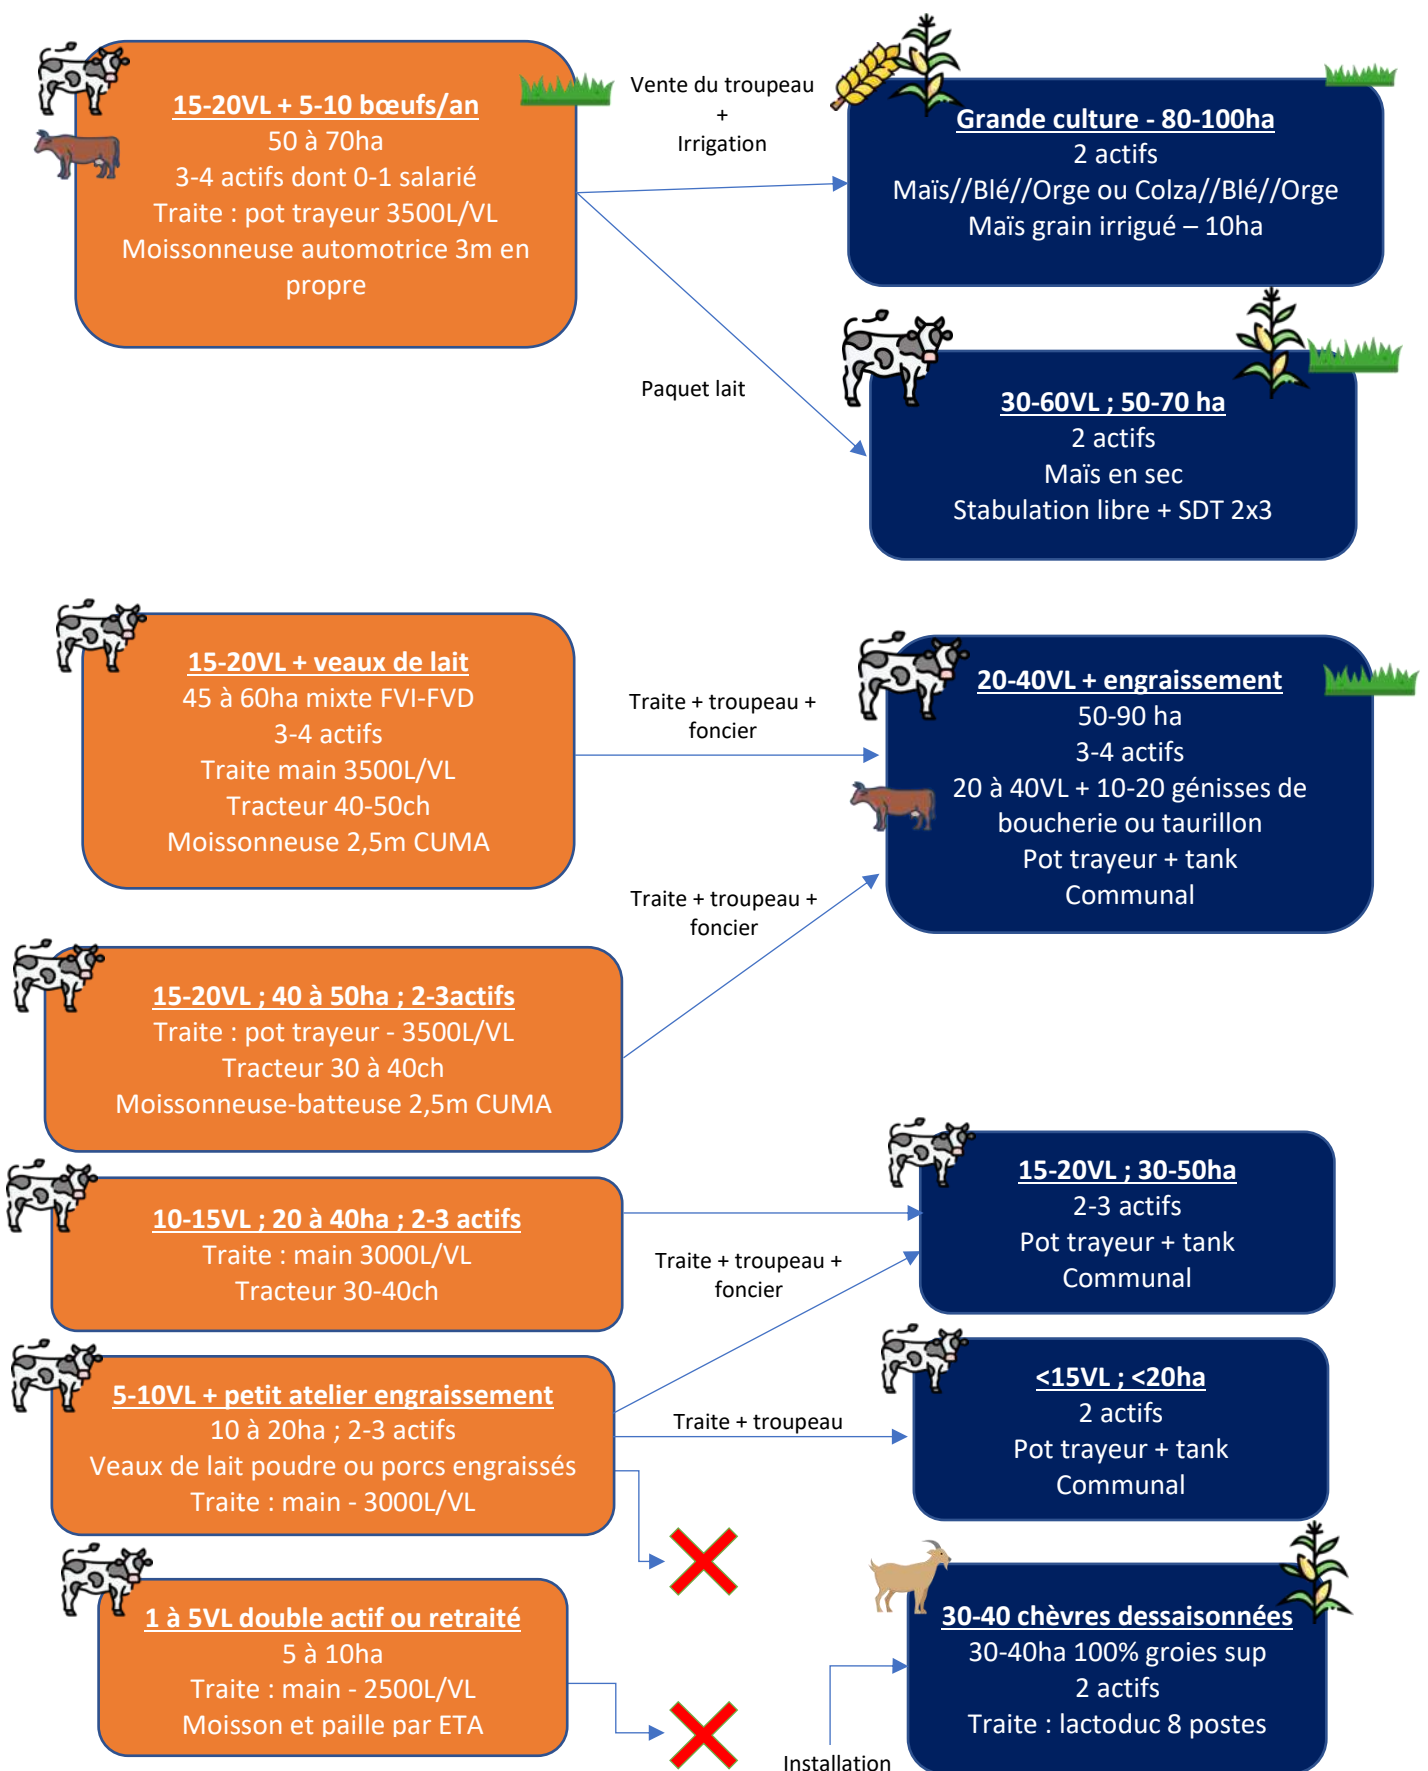 15-20VL + 5-10 bœufs/an
50 à 70ha
3-4 actifs dont 0-1 salarié
Traite : pot trayeur 3500L/VL
Moissonneuse automotrice 3m en
propre
Vente du troupeau
+
Irrigation
Grande culture - 80-100ha
2 actifs
Maïs//Blé//Orge ou Colza//Blé//Orge
Maïs grain irrigué – 10ha
Paquet lait
30-60VL ; 50-70 ha
2 actifs
Maïs en sec
Stabulation libre + SDT 2x3
15-20VL + veaux de lait
45 à 60ha mixte FVI-FVD
3-4 actifs
Traite main 3500L/VL
Tracteur 40-50ch
Moissonneuse 2,5m CUMA
Traite + troupeau +
foncier
20-40VL + engraissement
50-90 ha
3-4 actifs
20 à 40VL + 10-20 génisses de
boucherie ou taurillon
Pot trayeur + tank
Communal
Traite + troupeau +
foncier
15-20VL ; 40 à 50ha ; 2-3actifs
Traite : pot trayeur - 3500L/VL
Tracteur 30 à 40ch
Moissonneuse-batteuse 2,5m CUMA
10-15VL ; 20 à 40ha ; 2-3 actifs
Traite : main 3000L/VL
Tracteur 30-40ch
Traite + troupeau +
foncier
15-20VL ; 30-50ha
2-3 actifs
Pot trayeur + tank
Communal
5-10VL + petit atelier engraissement
10 à 20ha ; 2-3 actifs
Veaux de lait poudre ou porcs engraissés
Traite : main - 3000L/VL
Traite + troupeau
<15VL ; <20ha
2 actifs
Pot trayeur + tank
Communal
1 à 5VL double actif ou retraité
5 à 10ha
Traite : main - 2500L/VL
Moisson et paille par ETA
Installation
30-40 chèvres dessaisonnées
30-40ha 100% groies sup
2 actifs
Traite : lactoduc 8 postes